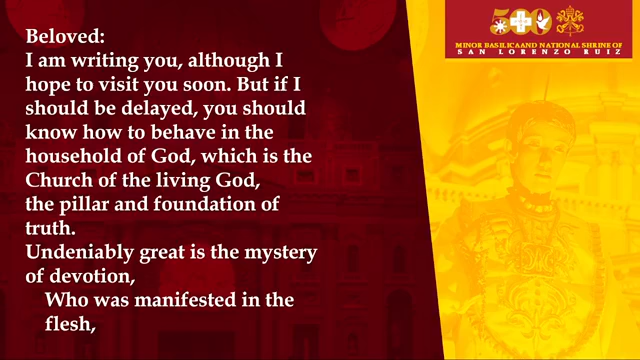 Beloved:
I am writing you, although I
hope to visit you soon. But if I
should be delayed, you should
know how to behave in the
household of God, which is the
Church of the living God,
the pillar and foundation of
truth.
Undeniably great is the mystery
of devotion,
Who was manifested in the
flesh,
500
MINOR BASILICA AND NATIONAL SHRINE OF
SAN LORENZO RUIZ